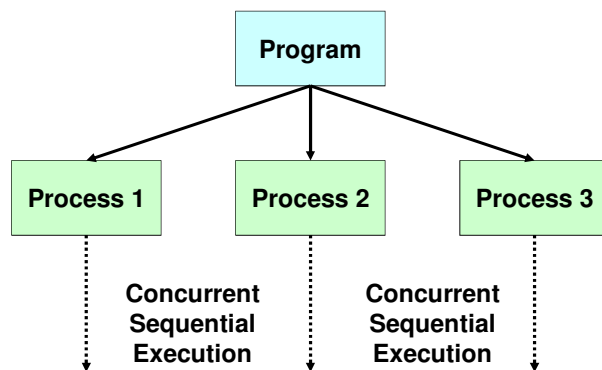 Program
Process 1
Process 2
Process 3
Concurrent
Sequential
Execution
Concurrent
Sequential
Execution